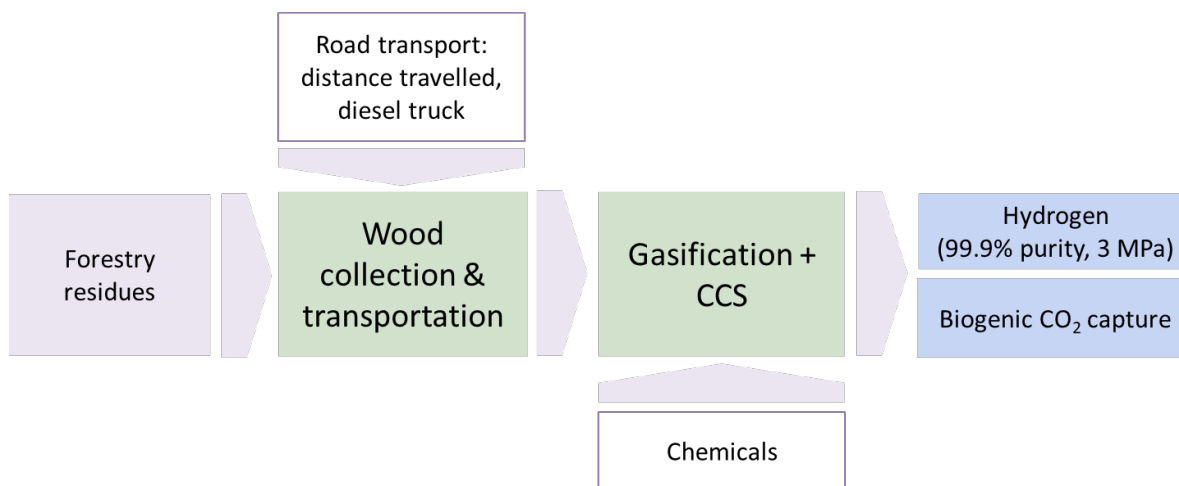 Road transport:
distance travelled,
diesel truck
Forestry
residues
Wood
collection &
transportation
Gasification +
CCS
Hydrogen
(99.9% purity, 3 MPa)
Biogenic CO₂ capture
Chemicals